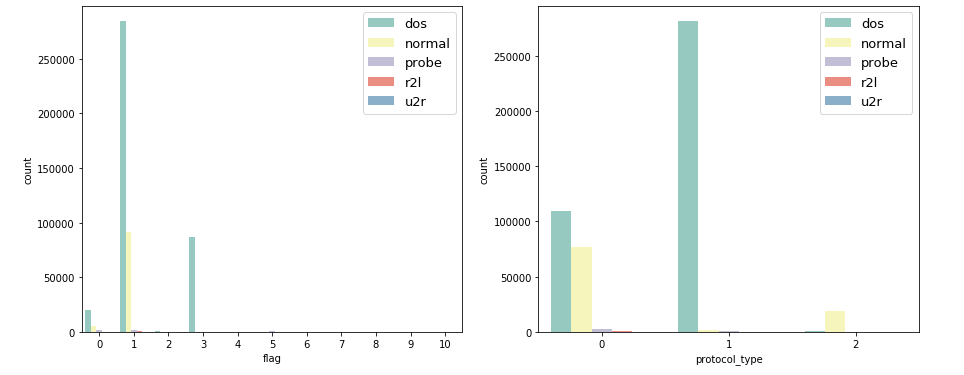 dos
normal
probe
r2l
u2r
250000
200000
150000
100000
50000
0
count
0 1 2 3 4 5 6 7 8 9 10
flag
dos
normal
probe
r2l
u2r
250000
200000
150000
100000
50000
0
count
0 1 2
protocol_type